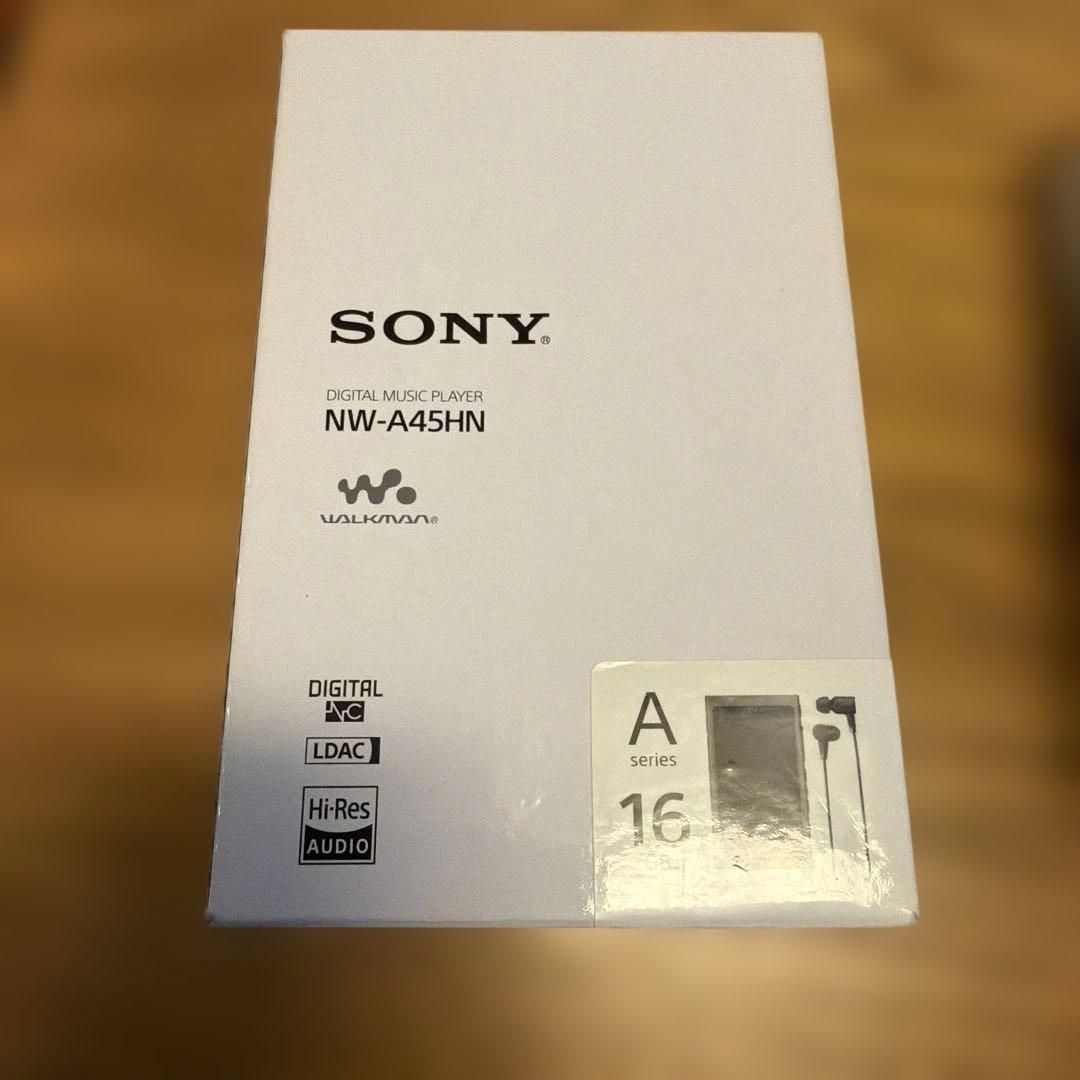 SONY®
DIGITAL MUSIC PLAYER
NW-A45HN
WALKMAN®
DIGITAL
NC
LDAC
Hi-Res
AUDIO
A
series
16